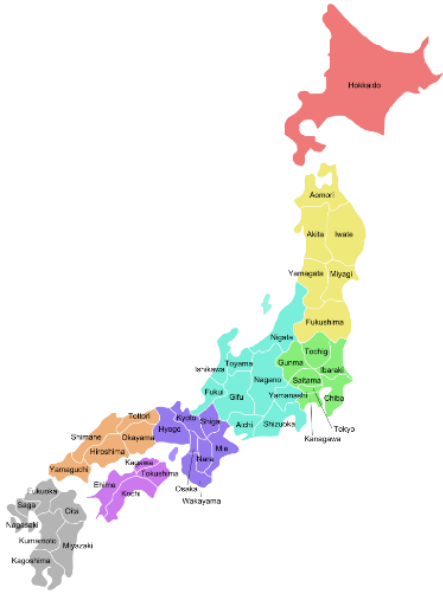 Hokkaido
Aomori
Akita
Iwate
Yamagata
Miyagi
Fukushima
Nigata
Tochigi
Gunma
Ibaraki
Saitama
Toyama
Ishikawa
Nagano
Fukui
Gifu
Yamanashi
Chiba
Tokyo
Kanagawa
Aichi
Shizuoka
Kyoto
Shiga
Hyogo
Mie
Nara
Osaka
Wakayama
Tottori
Shimane
Okayama
Hiroshima
Yamaguchi
Kagawa
Tokushima
Ehime
Kochi
Fukuoka
Saga
Oita
Nagasaki
Kumamoto
Miyazaki
Kagoshima